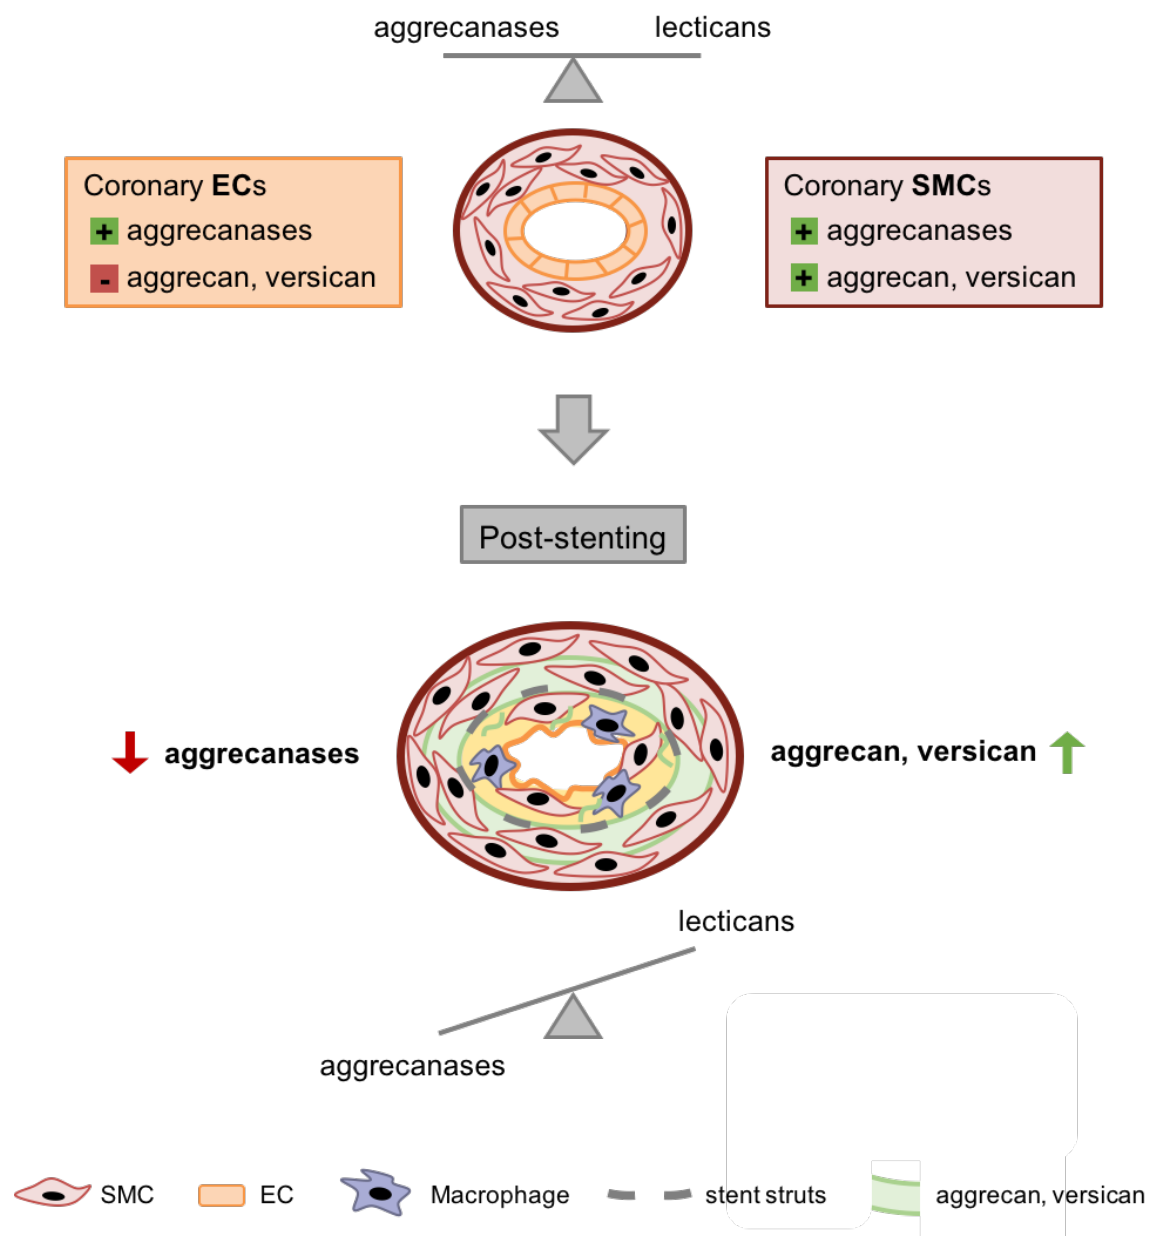 aggrecanases lecticans
Coronary ECs
+ aggrecanases
- aggrecan, versican
Coronary SMCs
+ aggrecanases
+ aggrecan, versican
Post-stenting
aggrecanases
aggrecan, versican
lecticans
aggrecanases
SMC EC Macrophage stent struts aggrecan, versican